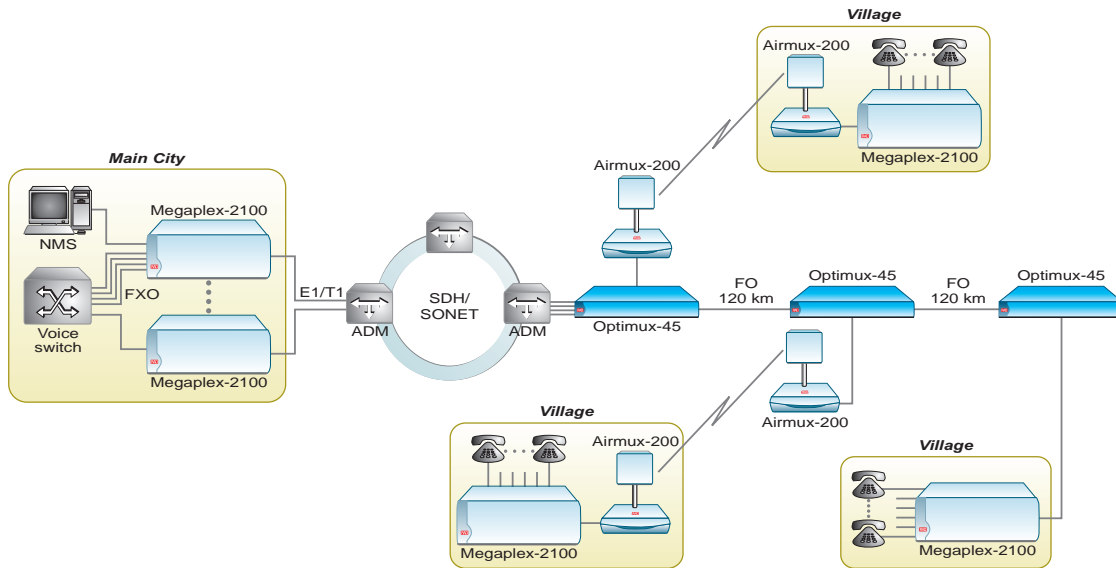 Village
Airmux-200
Megaplex-2100
Main City
Megaplex-2100
NMS
FXO
Voice
switch
Megaplex-2100
E1/T1
ADM
SDH/
SONET
ADM
Airmux-200
Optimux-45
FO
120 km
Optimux-45
FO
120 km
Optimux-45
Airmux-200
Village
Airmux-200
Megaplex-2100
Village
Megaplex-2100